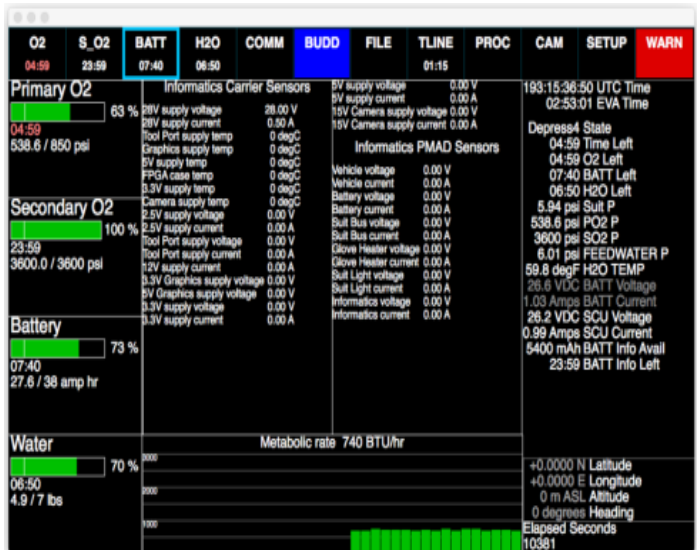 O2 S_O2 BATT H2O COMM BUDD FILE TLINE PROC CAM SETUP WARN
04:59 23:59 07:40 06:50 01:15
Primary O2
63 %
04:59
538.6 / 850 psi
Secondary O2
100 %
23:59
3600.0 / 3600 psi
Battery
73 %
07:40
27.6 / 38 amp hr
Water
70 %
06:50
4.9 / 7 lbs
Informatics Carrier Sensors
28V supply voltage 28.00 V
28V supply current 0.50 A
Tool Port supply temp 0 degC
Graphics supply temp 0 degC
5V supply temp 0 degC
FPGA case temp 0 degC
3.3V supply temp 0 degC
Camera supply temp 0 degC
2.5V supply voltage 0.00 V
2.5V supply current 0.00 A
Tool Port supply voltage 0.00 V
Tool Port supply current 0.00 A
12V supply current 0.00 A
3.3V Graphics supply voltage 0.00 V
5V Graphics supply voltage 0.00 V
3.3V supply voltage 0.00 V
3.3V supply current 0.00 A
5V supply voltage 0.00 V
5V supply current 0.00 A
15V Camera supply voltage 0.00 V
15V Camera supply current 0.00 A
Informatics PMAD Sensors
Vehicle voltage 0.00 V
Vehicle current 0.00 A
Battery voltage 0.00 V
Battery current 0.00 A
Suit Bus voltage 0.00 V
Suit Bus current 0.00 A
Glove Heater voltage 0.00 V
Glove Heater current 0.00 A
Suit Light voltage 0.00 V
Suit Light current 0.00 A
Informatics voltage 0.00 V
Informatics current 0.00 A
Metabolic rate 740 BTU/hr
3000
2000
1000
193:15:36:50 UTC Time
02:53:01 EVA Time
Depress4 State
04:59 Time Left
04:59 O2 Left
07:40 BATT Left
06:50 H2O Left
5.94 psi Suit P
538.6 psi PO2 P
3600 psi SO2 P
6.01 psi FEEDWATER P
59.8 degF H2O TEMP
26.6 VDC BATT Voltage
1.03 Amps BATT Current
26.2 VDC SCU Voltage
0.99 Amps SCU Current
5400 mAh BATT Info Avail
23:59 BATT Info Left
+0.0000 N Latitude
+0.0000 E Longitude
0 m ASL Altitude
0 degrees Heading
Elapsed Seconds
10381